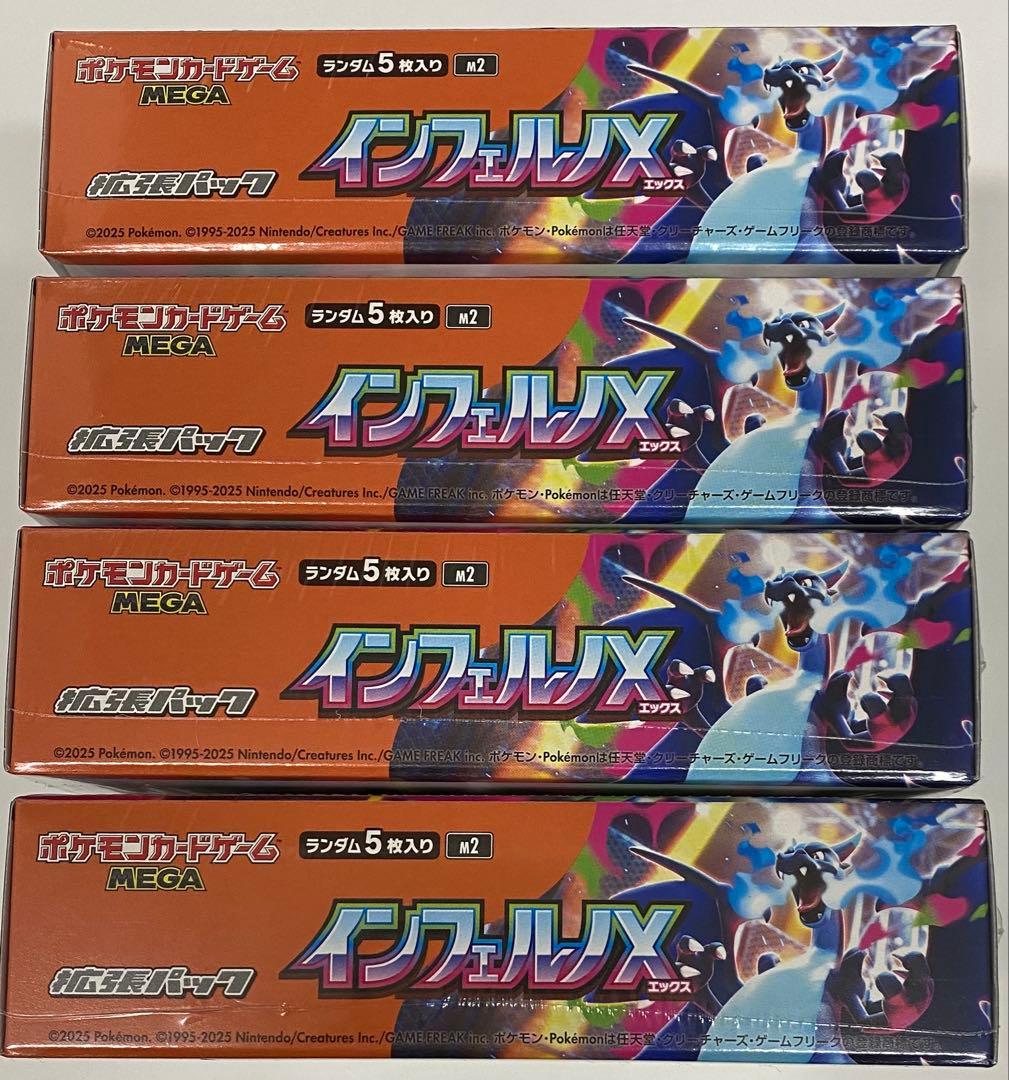 ポケモンカードゲーム ランダム5枚入り M2
MEGA
インフェルノX
エックス
拡張パック
©2025 Pokémon. ©1995-2025 Nintendo/Creatures Inc./GAME FREAK inc. ポケモン・Pokémonは任天堂・クリーチャーズ・ゲームフリークの登録商標です。
ポケモンカードゲーム ランダム5枚入り M2
MEGA
インフェルノX
エックス
拡張パック
©2025 Pokémon. ©1995-2025 Nintendo/Creatures Inc./GAME FREAK inc. ポケモン・Pokémonは任天堂・クリーチャーズ・ゲームフリークの登録商標です。
ポケモンカードゲーム ランダム5枚入り M2
MEGA
インフェルノX
エックス
拡張パック
©2025 Pokémon. ©1995-2025 Nintendo/Creatures Inc./GAME FREAK inc. ポケモン・Pokémonは任天堂・クリーチャーズ・ゲームフリークの登録商標です。
ポケモンカードゲーム ランダム5枚入り M2
MEGA
インフェルノX
エックス
拡張パック
©2025 Pokémon. ©1995-2025 Nintendo/Creatures Inc./GAME FREAK inc. ポケモン・Pokémonは任天堂・クリーチャーズ・ゲームフリークの登録商標です。